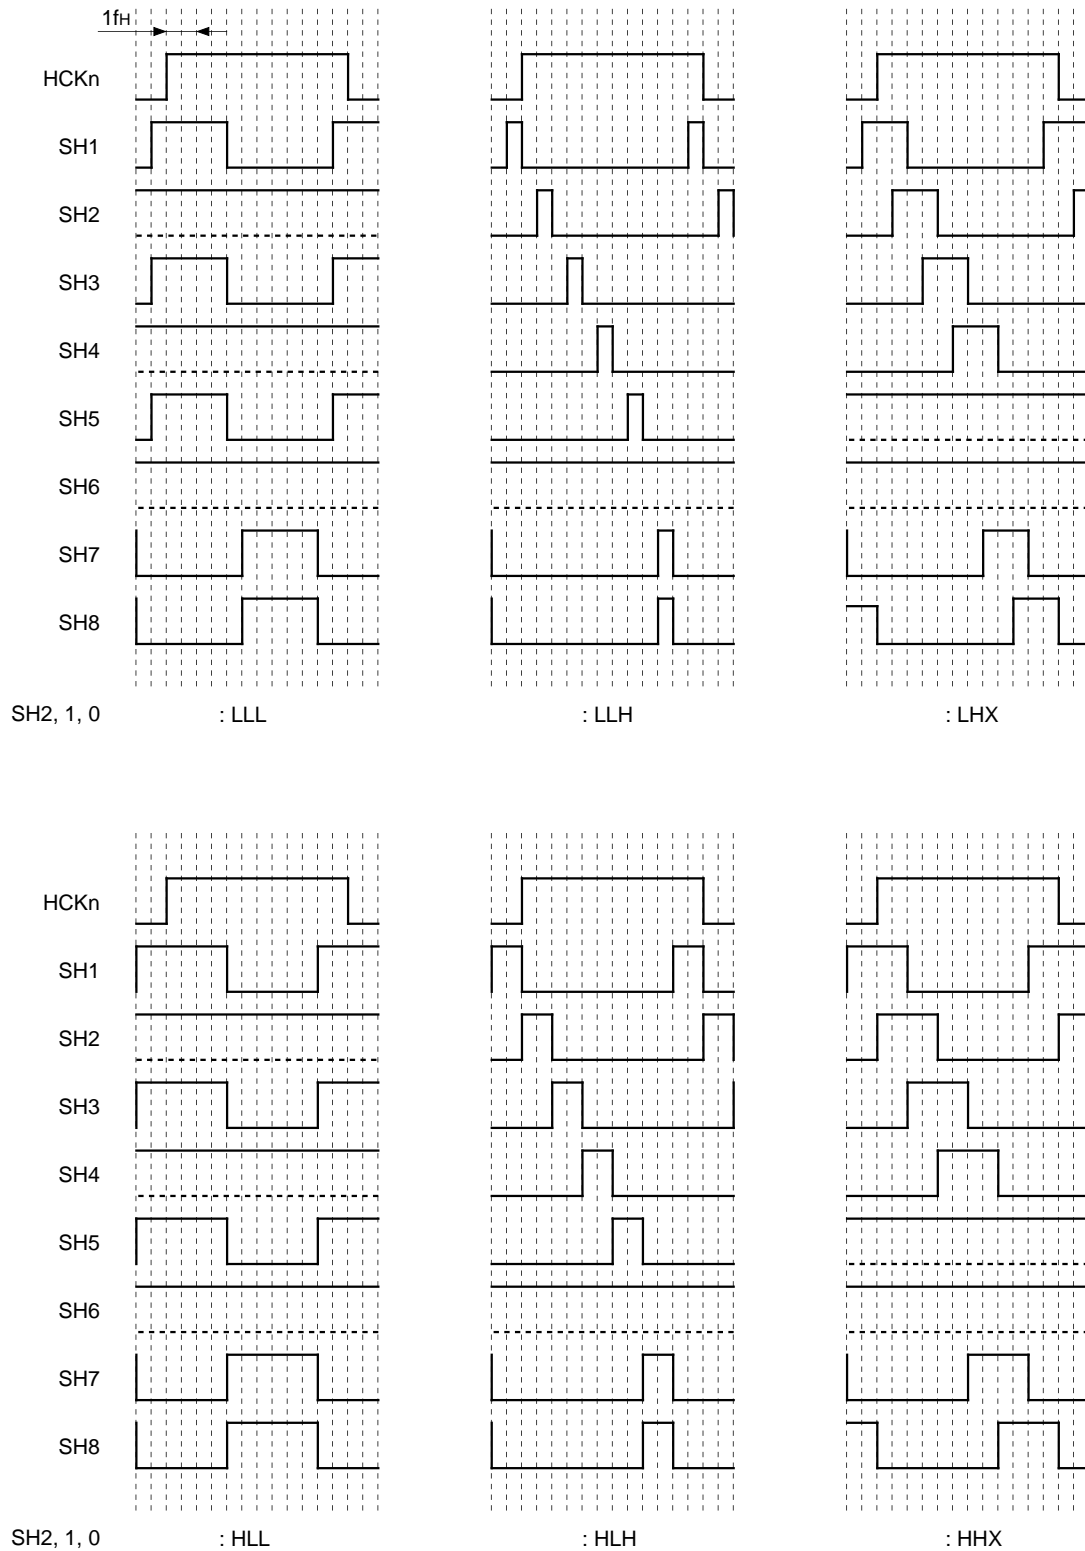 1fH
HCKn
SH1
SH2
SH3
SH4
SH5
SH6
SH7
SH8
SH2, 1, 0 : LLL : LLH : LHX
HCKn
SH1
SH2
SH3
SH4
SH5
SH6
SH7
SH8
SH2, 1, 0 : HLL : HLH : HHX